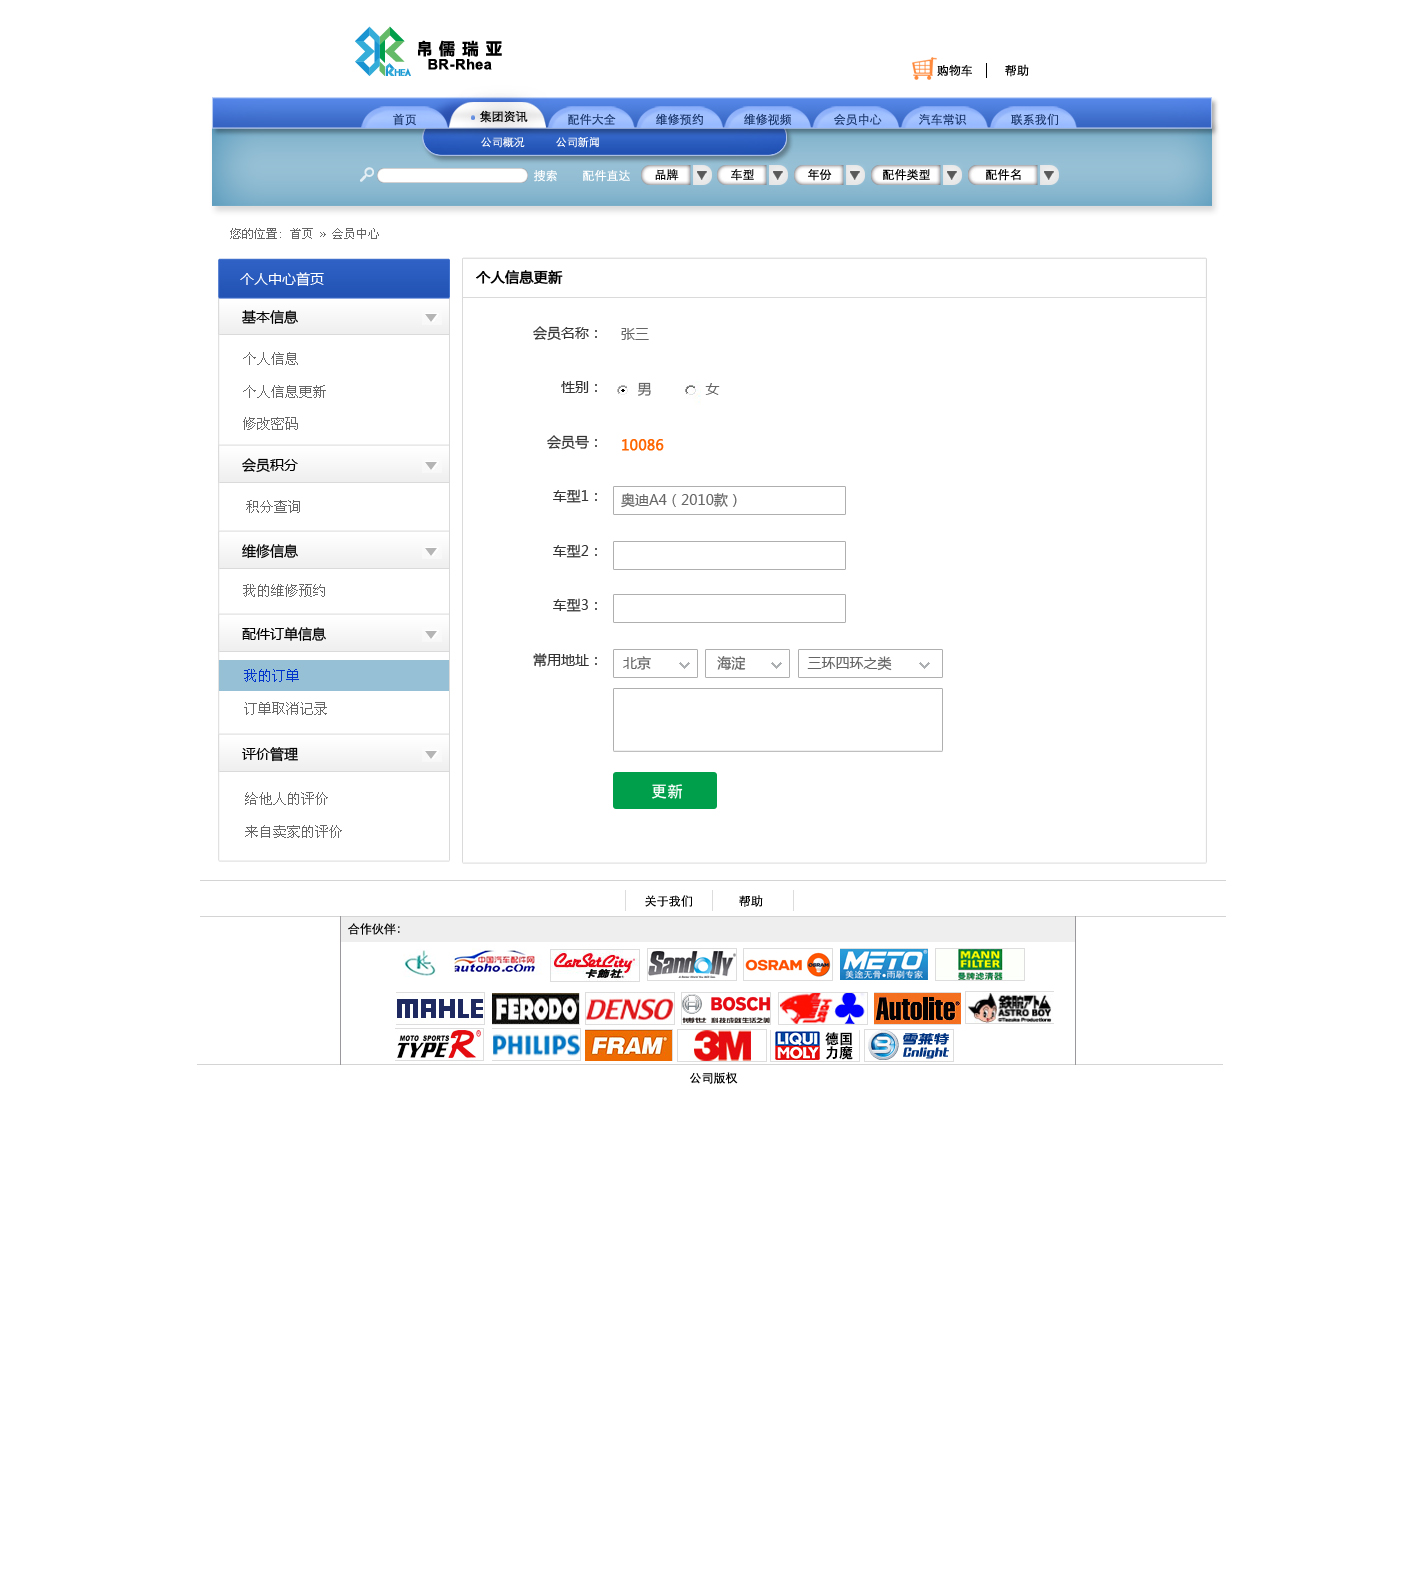 帛儒瑞亚
BR-Rhea
RHEA
购物车 帮助
首页 集团资讯 配件大全 维修预约 维修视频 会员中心 汽车常识 联系我们
公司概况 公司新闻
搜索 配件直达 品牌 车型 年份 配件类型 配件名
您的位置：首页 » 会员中心
个人中心首页
基本信息
个人信息
个人信息更新
修改密码
会员积分
积分查询
维修信息
我的维修预约
配件订单信息
我的订单
订单取消记录
评价管理
给他人的评价
来自卖家的评价
个人信息更新
会员名称： 张三
性别： 男 女
会员号： 10086
车型1： 奥迪A4（2010款）
车型2：
车型3：
常用地址： 北京 海淀 三环四环之类
更新
关于我们 帮助
合作伙伴：
中国汽车配件网
autoho.com
CarSetCity
卡饰社
Sandolly
OSRAM OSRAM
METO
美途无骨•雨刷专家
MANN
FILTER
曼牌滤清器
MAHLE FERODO DENSO BOSCH
科技成就生活之美
Autolite
铁航
ASTRO BOY
©Tezuka Productions
MOTO SPORTS
TYPE R PHILIPS FRAM 3M
LIQUI
MOLY
德国
力魔
雪莱特
Cnlight
公司版权